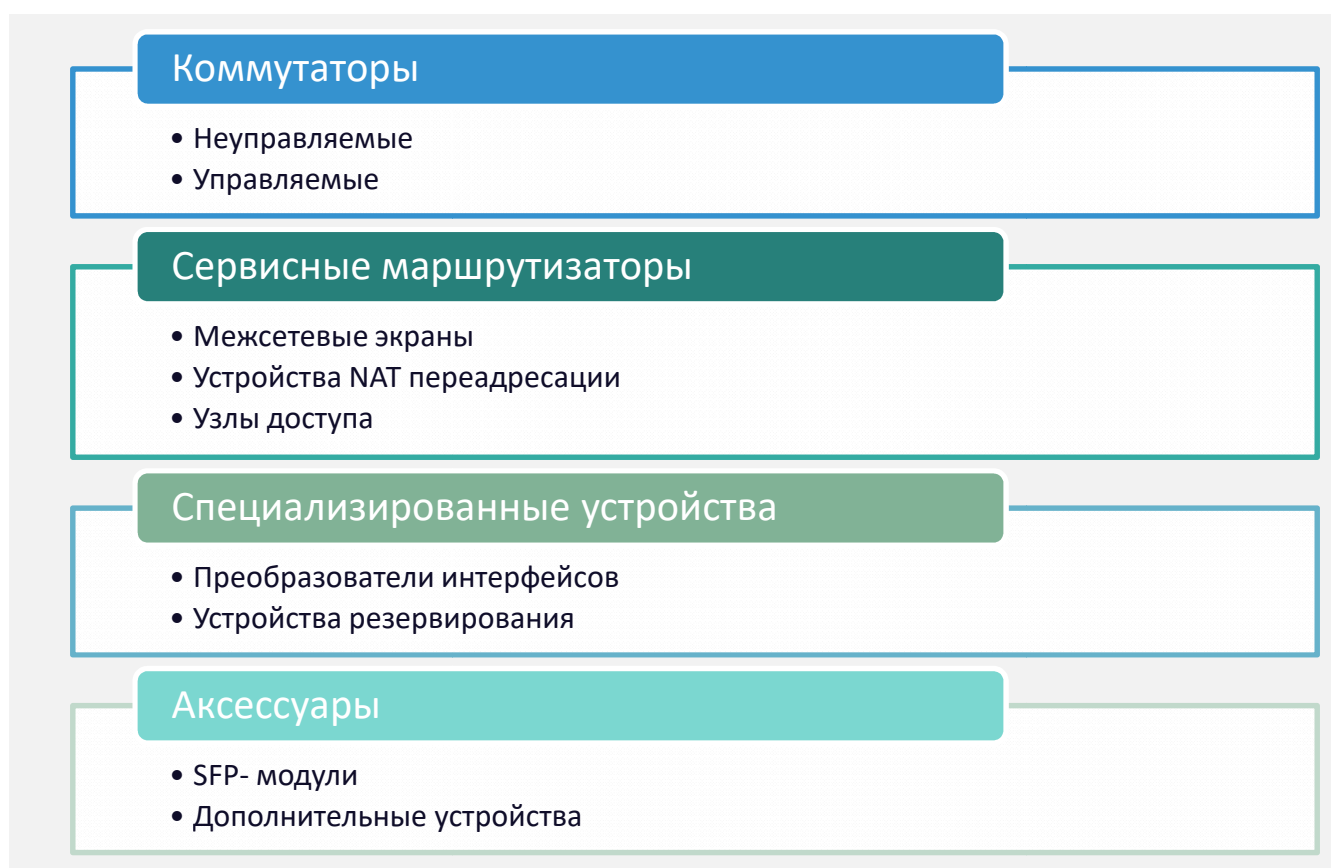 Коммутаторы
• Неуправляемые
• Управляемые
Сервисные маршрутизаторы
• Межсетевые экраны
• Устройства NAT переадресации
• Узлы доступа
Специализированные устройства
• Преобразователи интерфейсов
• Устройства резервирования
Аксессуары
• SFP- модули
• Дополнительные устройства